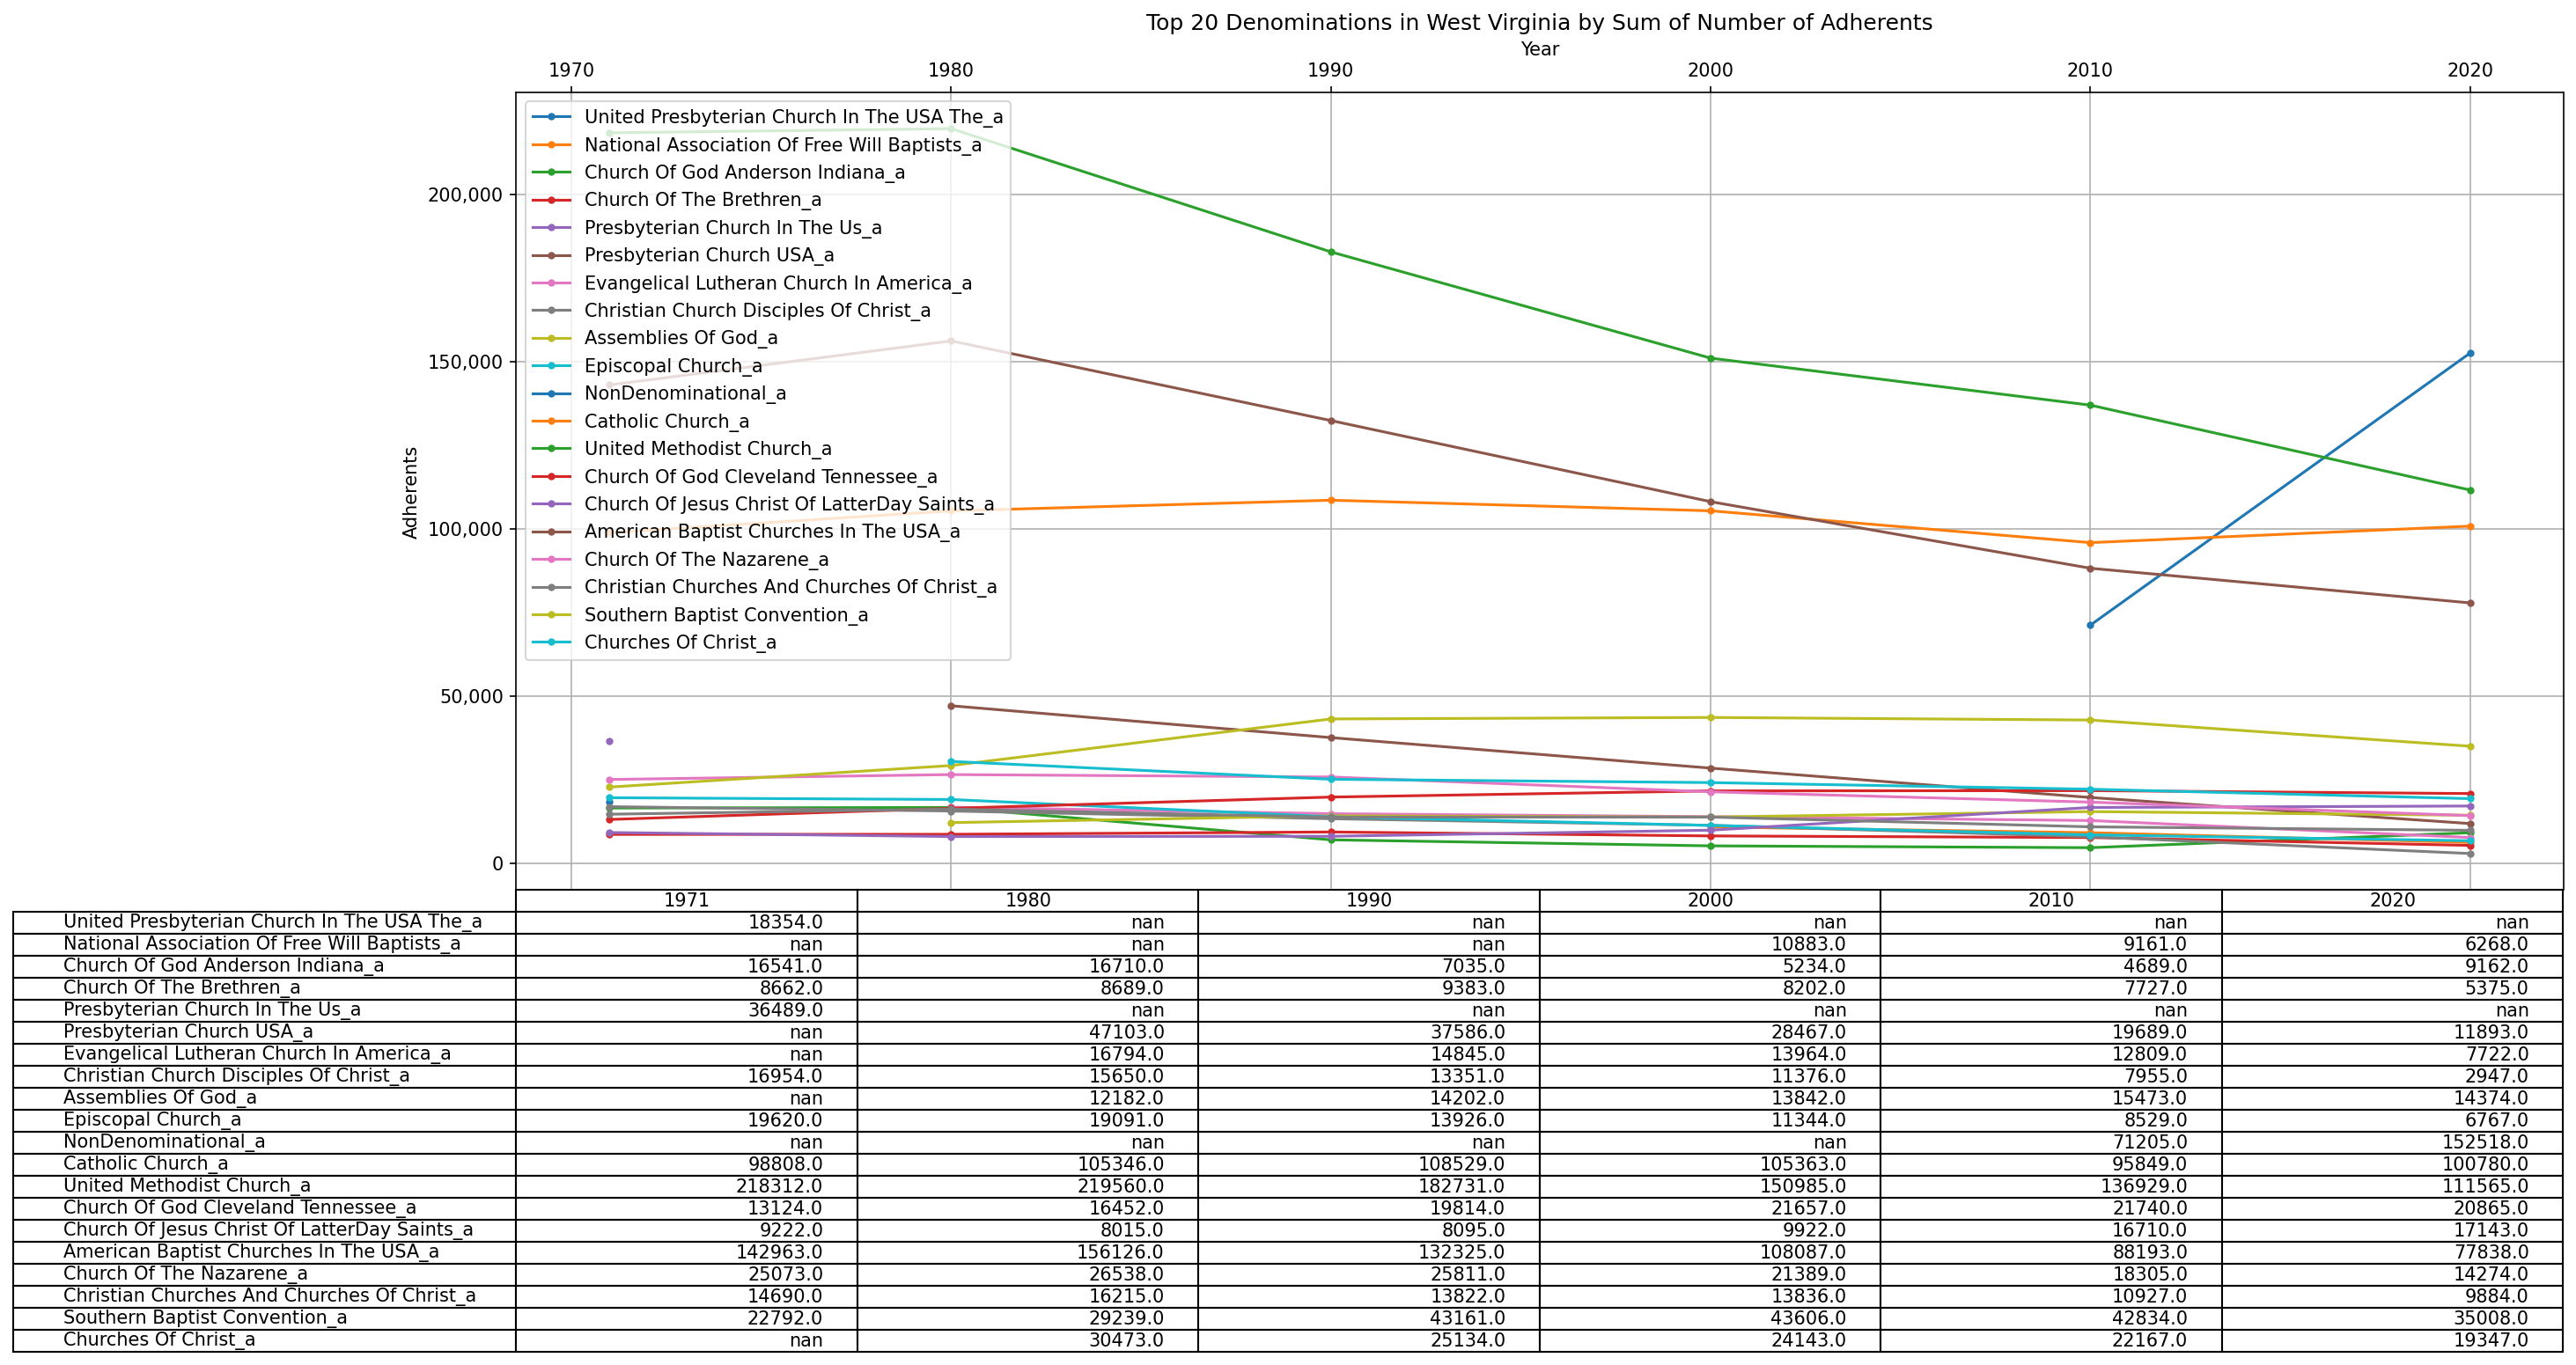 Top 20 Denominations in West Virginia by Sum of Number of Adherents
Year
1970 1980 1990 2000 2010 2020
200,000
150,000
100,000
50,000
0
Adherents
United Presbyterian Church In The USA The_a
National Association Of Free Will Baptists_a
Church Of God Anderson Indiana_a
Church Of The Brethren_a
Presbyterian Church In The Us_a
Presbyterian Church USA_a
Evangelical Lutheran Church In America_a
Christian Church Disciples Of Christ_a
Assemblies Of God_a
Episcopal Church_a
NonDenominational_a
Catholic Church_a
United Methodist Church_a
Church Of God Cleveland Tennessee_a
Church Of Jesus Christ Of LatterDay Saints_a
American Baptist Churches In The USA_a
Church Of The Nazarene_a
Christian Churches And Churches Of Christ_a
Southern Baptist Convention_a
Churches Of Christ_a
1971 1980 1990 2000 2010 2020
United Presbyterian Church In The USA The_a 18354.0 nan nan nan nan nan
National Association Of Free Will Baptists_a nan nan nan 10883.0 9161.0 6268.0
Church Of God Anderson Indiana_a 16541.0 16710.0 7035.0 5234.0 4689.0 9162.0
Church Of The Brethren_a 8662.0 8689.0 9383.0 8202.0 7727.0 5375.0
Presbyterian Church In The Us_a 36489.0 nan nan nan nan nan
Presbyterian Church USA_a nan 47103.0 37586.0 28467.0 19689.0 11893.0
Evangelical Lutheran Church In America_a nan 16794.0 14845.0 13964.0 12809.0 7722.0
Christian Church Disciples Of Christ_a 16954.0 15650.0 13351.0 11376.0 7955.0 2947.0
Assemblies Of God_a nan 12182.0 14202.0 13842.0 15473.0 14374.0
Episcopal Church_a 19620.0 19091.0 13926.0 11344.0 8529.0 6767.0
NonDenominational_a nan nan nan nan 71205.0 152518.0
Catholic Church_a 98808.0 105346.0 108529.0 105363.0 95849.0 100780.0
United Methodist Church_a 218312.0 219560.0 182731.0 150985.0 136929.0 111565.0
Church Of God Cleveland Tennessee_a 13124.0 16452.0 19814.0 21657.0 21740.0 20865.0
Church Of Jesus Christ Of LatterDay Saints_a 9222.0 8015.0 8095.0 9922.0 16710.0 17143.0
American Baptist Churches In The USA_a 142963.0 156126.0 132325.0 108087.0 88193.0 77838.0
Church Of The Nazarene_a 25073.0 26538.0 25811.0 21389.0 18305.0 14274.0
Christian Churches And Churches Of Christ_a 14690.0 16215.0 13822.0 13836.0 10927.0 9884.0
Southern Baptist Convention_a 22792.0 29239.0 43161.0 43606.0 42834.0 35008.0
Churches Of Christ_a nan 30473.0 25134.0 24143.0 22167.0 19347.0